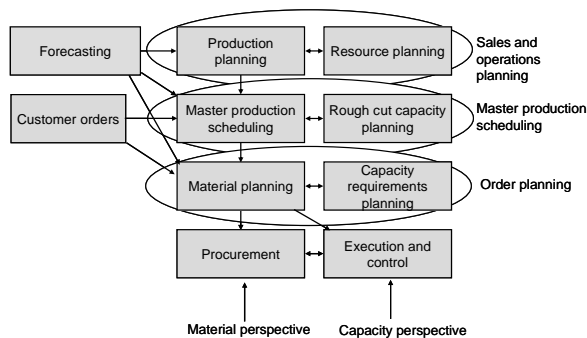 Forecasting
Production
planning
Resource planning
Sales and
operations
planning
Customer orders
Master production
scheduling
Rough cut capacity
planning
Master production
scheduling
Material planning
Capacity
requirements
planning
Order planning
Procurement
Execution and
control
Material perspective
Capacity perspective